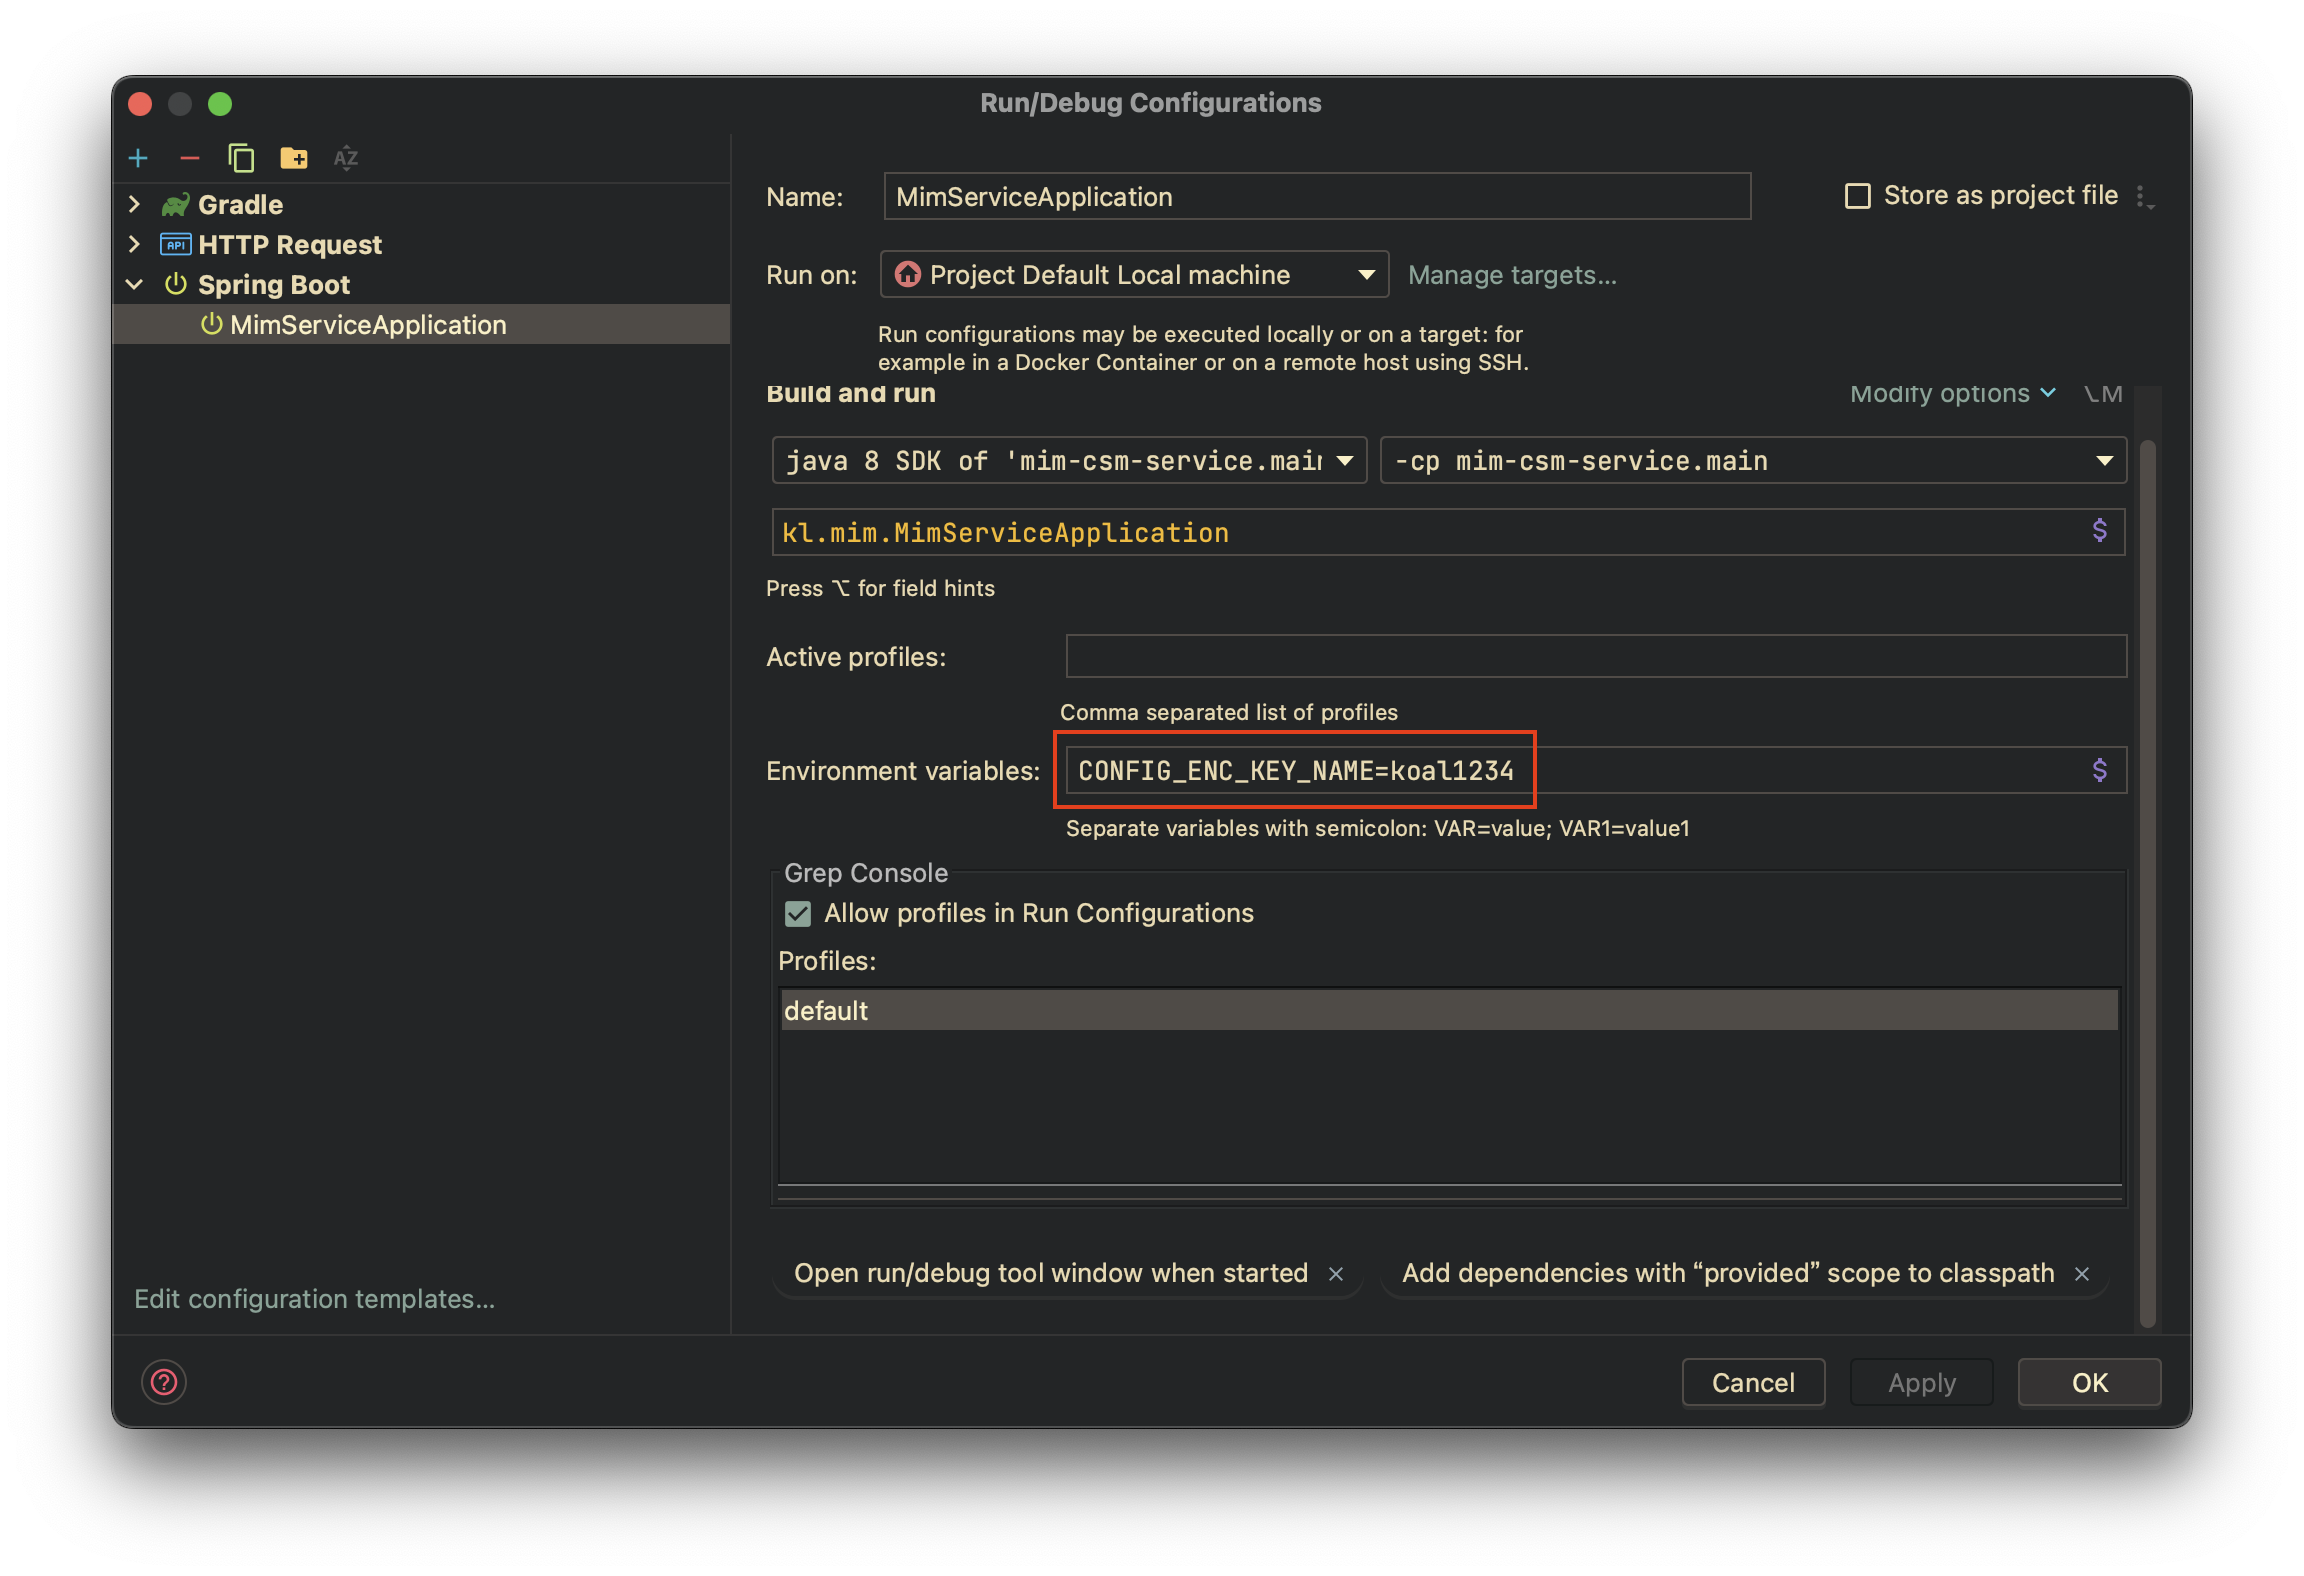 Run/Debug Configurations
Gradle
HTTP Request
Spring Boot
MimServiceApplication
Edit configuration templates...
Name: MimServiceApplication Store as project file
Run on: Project Default Local machine Manage targets...
Run configurations may be executed locally or on a target: for
example in a Docker Container or on a remote host using SSH.
Build and run Modify options ⌥M
java 8 SDK of 'mim-csm-service.main -cp mim-csm-service.main
kl.mim.MimServiceApplication
Press ⌥ for field hints
Active profiles:
Comma separated list of profiles
Environment variables: CONFIG_ENC_KEY_NAME=koal1234
Separate variables with semicolon: VAR=value; VAR1=value1
Grep Console
Allow profiles in Run Configurations
Profiles:
default
Open run/debug tool window when started × Add dependencies with “provided” scope to classpath ×
Cancel Apply OK